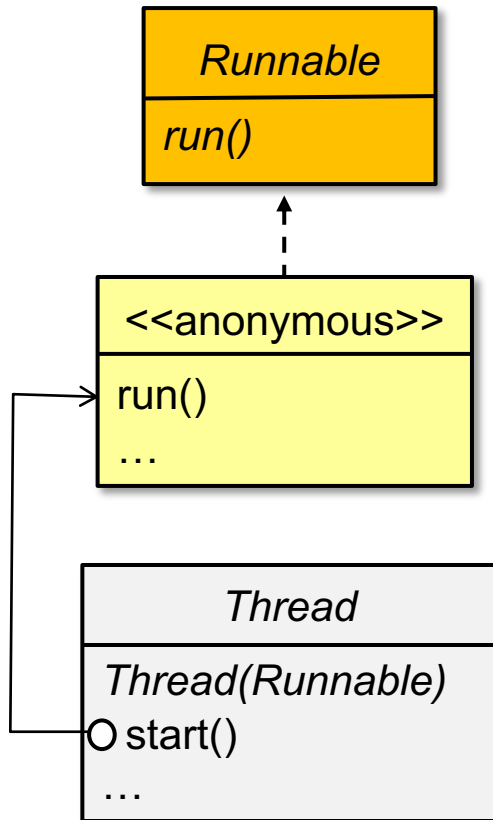 Runnable
run()
<<anonymous>>
run()
…
Thread
Thread(Runnable)
start()
…